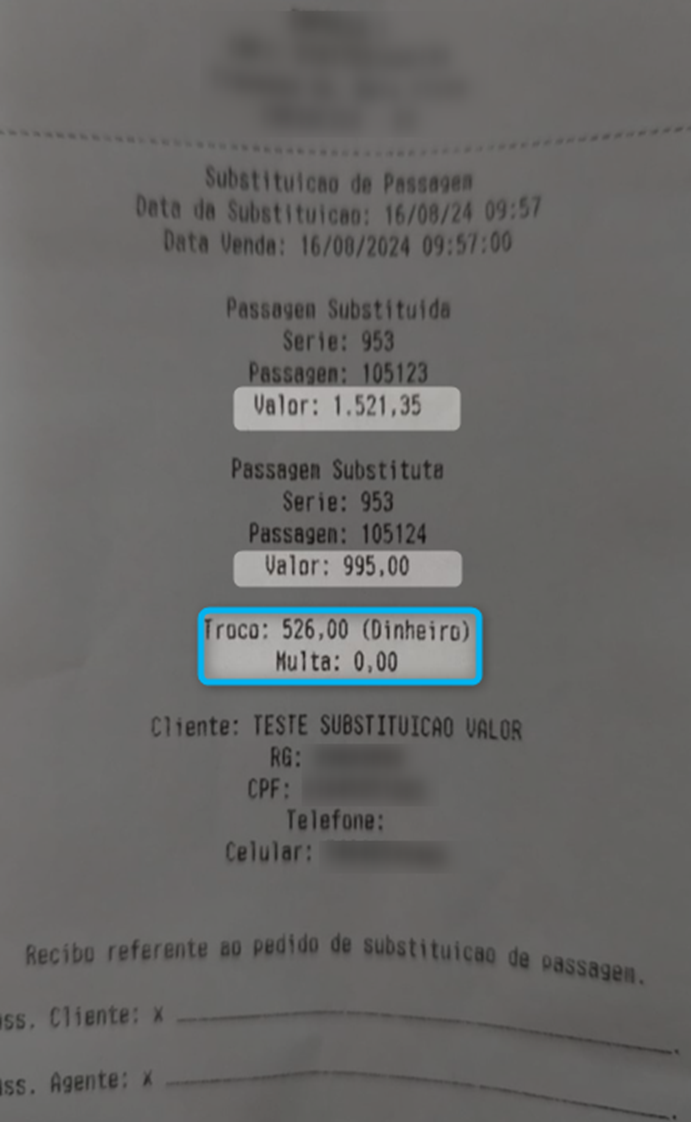 Substituicao de Passagem
Data da Substituicao: 16/08/24 09:57
Data Venda: 16/08/2024 09:57:00
Passagem Substituida
Serie: 953
Passagem: 105123
Valor: 1.521,35
Passagem Substituta
Serie: 953
Passagem: 105124
Valor: 995,00
Troco: 526,00 (Dinheiro)
Multa: 0,00
Cliente: TESTE SUBSTITUICAO VALOR
RG:
CPF:
Telefone:
Celular:
Recibo referente ao pedido de substituicao de passagem.
ss. Cliente: X
ss. Agente: X